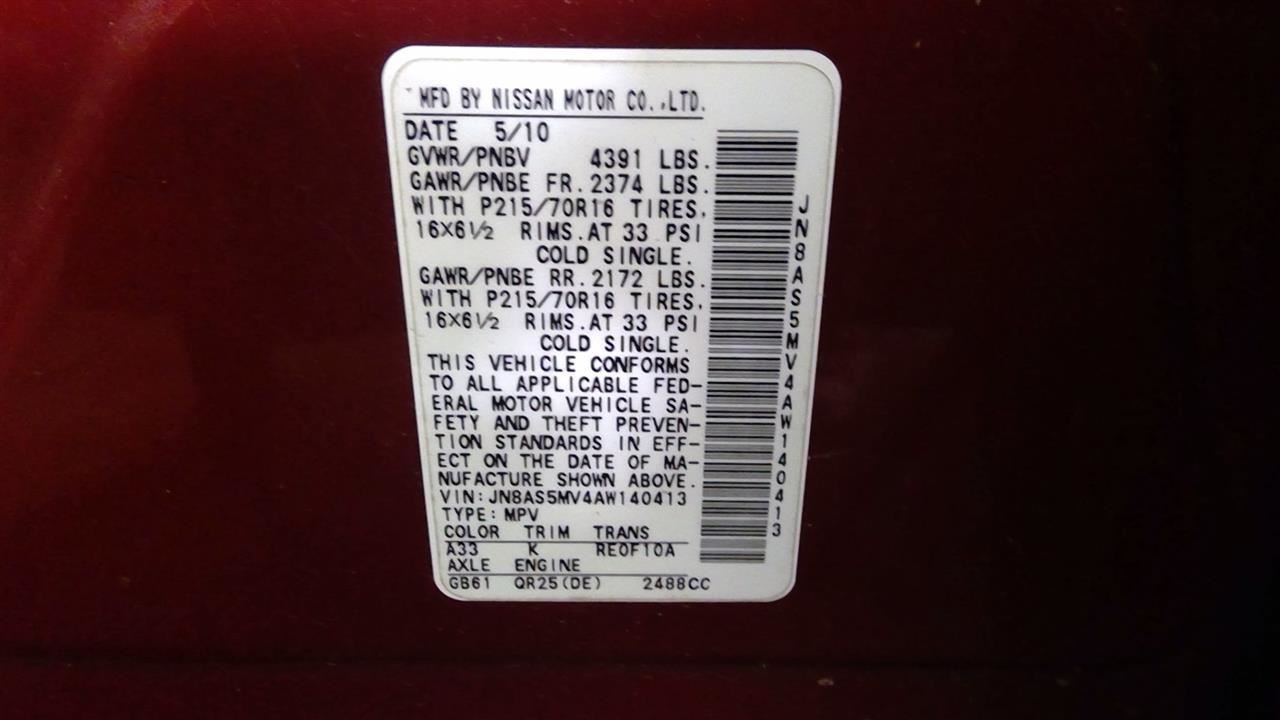 MFD BY NISSAN MOTOR CO.,LTD.
DATE 5/10
GVWR/PNBV 4391 LBS.
GAWR/PNBE FR. 2374 LBS.
WITH P215/70R16 TIRES,
16X6½ RIMS.AT 33 PSI
COLD SINGLE.
GAWR/PNBE RR. 2172 LBS.
WITH P215/70R16 TIRES,
16X6½ RIMS.AT 33 PSI
COLD SINGLE.
THIS VEHICLE CONFORMS
TO ALL APPLICABLE FED-
ERAL MOTOR VEHICLE SA-
FETY AND THEFT PREVEN-
TION STANDARDS IN EFF-
ECT ON THE DATE OF MA-
NUFACTURE SHOWN ABOVE.
VIN: JN8AS5MV4AW140413
TYPE: MPV
COLOR TRIM TRANS
A33 K RE0F10A
AXLE ENGINE
GB61 QR25(DE) 2488CC
JN8AS5MV4AW140413